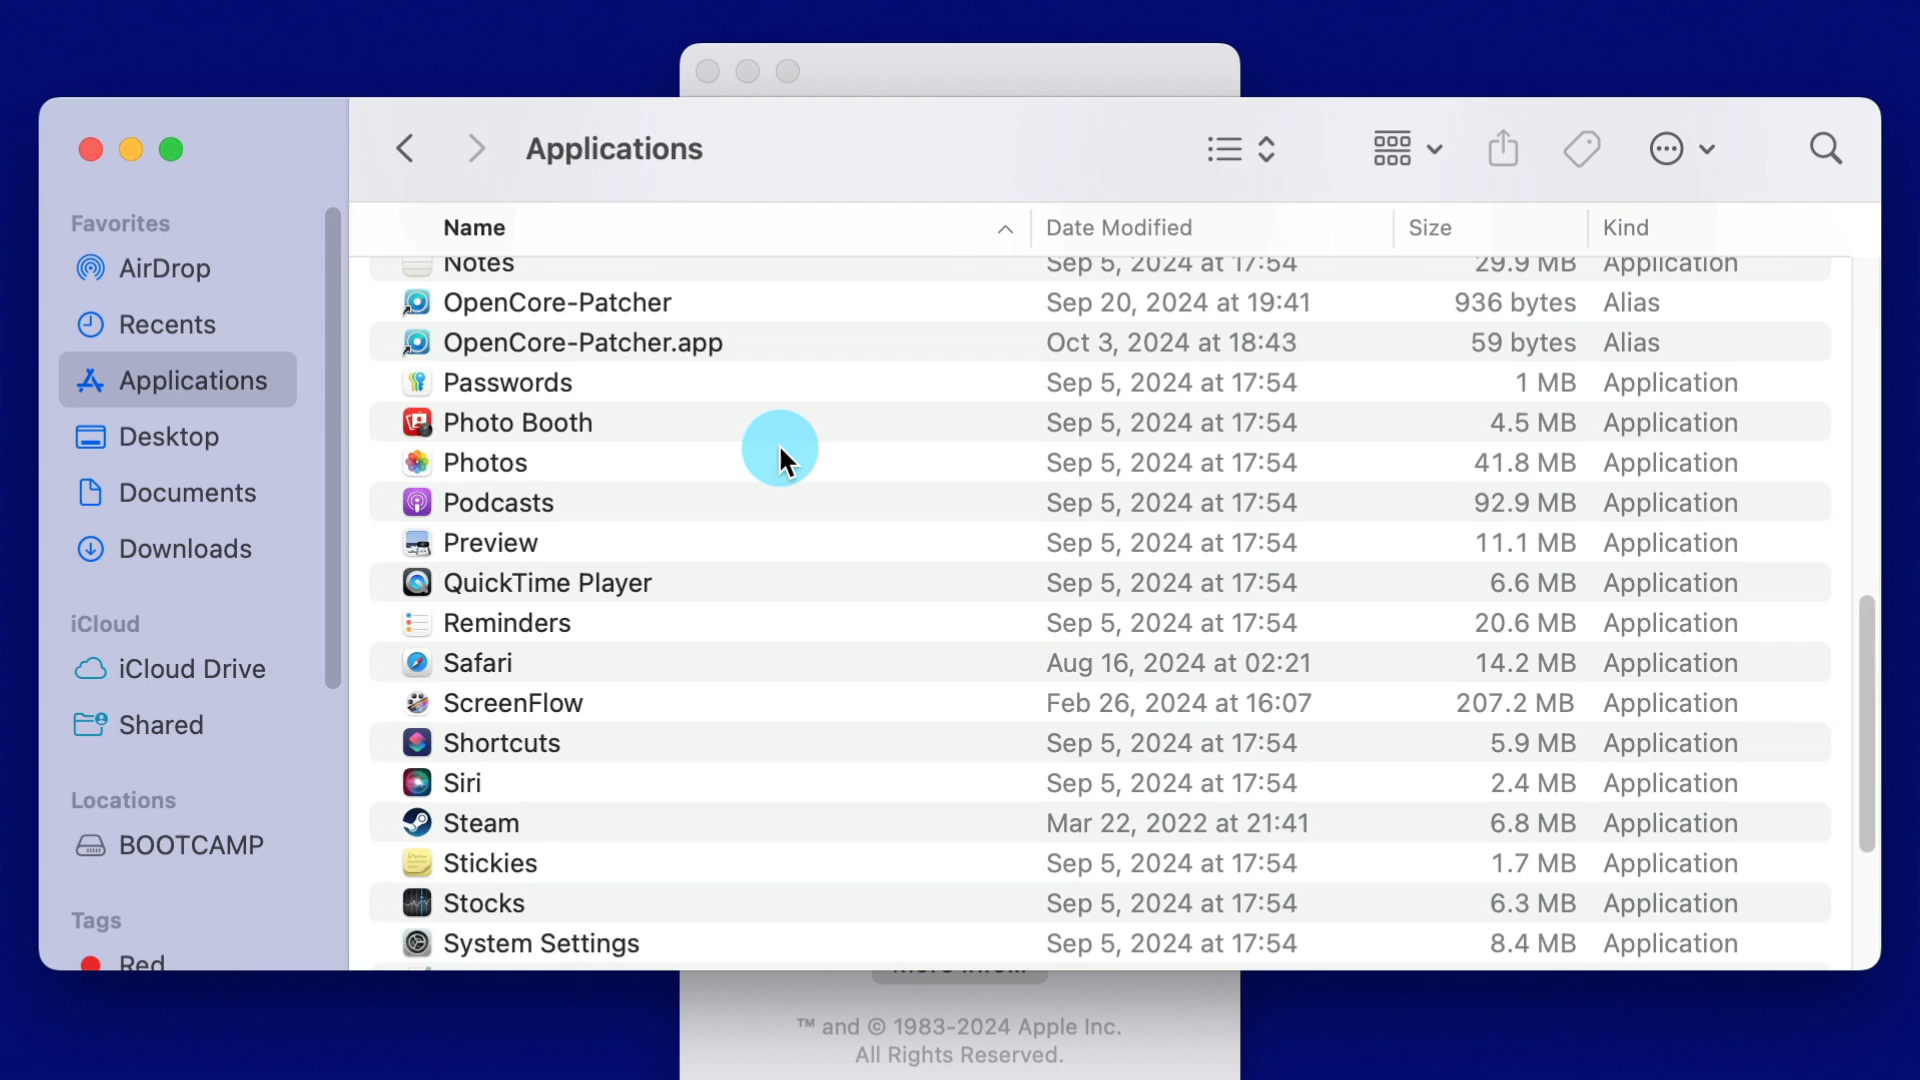 Applications
Favorites
AirDrop
Recents
Applications
Desktop
Documents
Downloads
iCloud
iCloud Drive
Shared
Locations
BOOTCAMP
Tags
Red
Name Date Modified Size Kind
Notes Sep 5, 2024 at 17:54 29.9 MB Application
OpenCore-Patcher Sep 20, 2024 at 19:41 936 bytes Alias
OpenCore-Patcher.app Oct 3, 2024 at 18:43 59 bytes Alias
Passwords Sep 5, 2024 at 17:54 1 MB Application
Photo Booth Sep 5, 2024 at 17:54 4.5 MB Application
Photos Sep 5, 2024 at 17:54 41.8 MB Application
Podcasts Sep 5, 2024 at 17:54 92.9 MB Application
Preview Sep 5, 2024 at 17:54 11.1 MB Application
QuickTime Player Sep 5, 2024 at 17:54 6.6 MB Application
Reminders Sep 5, 2024 at 17:54 20.6 MB Application
Safari Aug 16, 2024 at 02:21 14.2 MB Application
ScreenFlow Feb 26, 2024 at 16:07 207.2 MB Application
Shortcuts Sep 5, 2024 at 17:54 5.9 MB Application
Siri Sep 5, 2024 at 17:54 2.4 MB Application
Steam Mar 22, 2022 at 21:41 6.8 MB Application
Stickies Sep 5, 2024 at 17:54 1.7 MB Application
Stocks Sep 5, 2024 at 17:54 6.3 MB Application
System Settings Sep 5, 2024 at 17:54 8.4 MB Application
™ and © 1983-2024 Apple Inc.
All Rights Reserved.